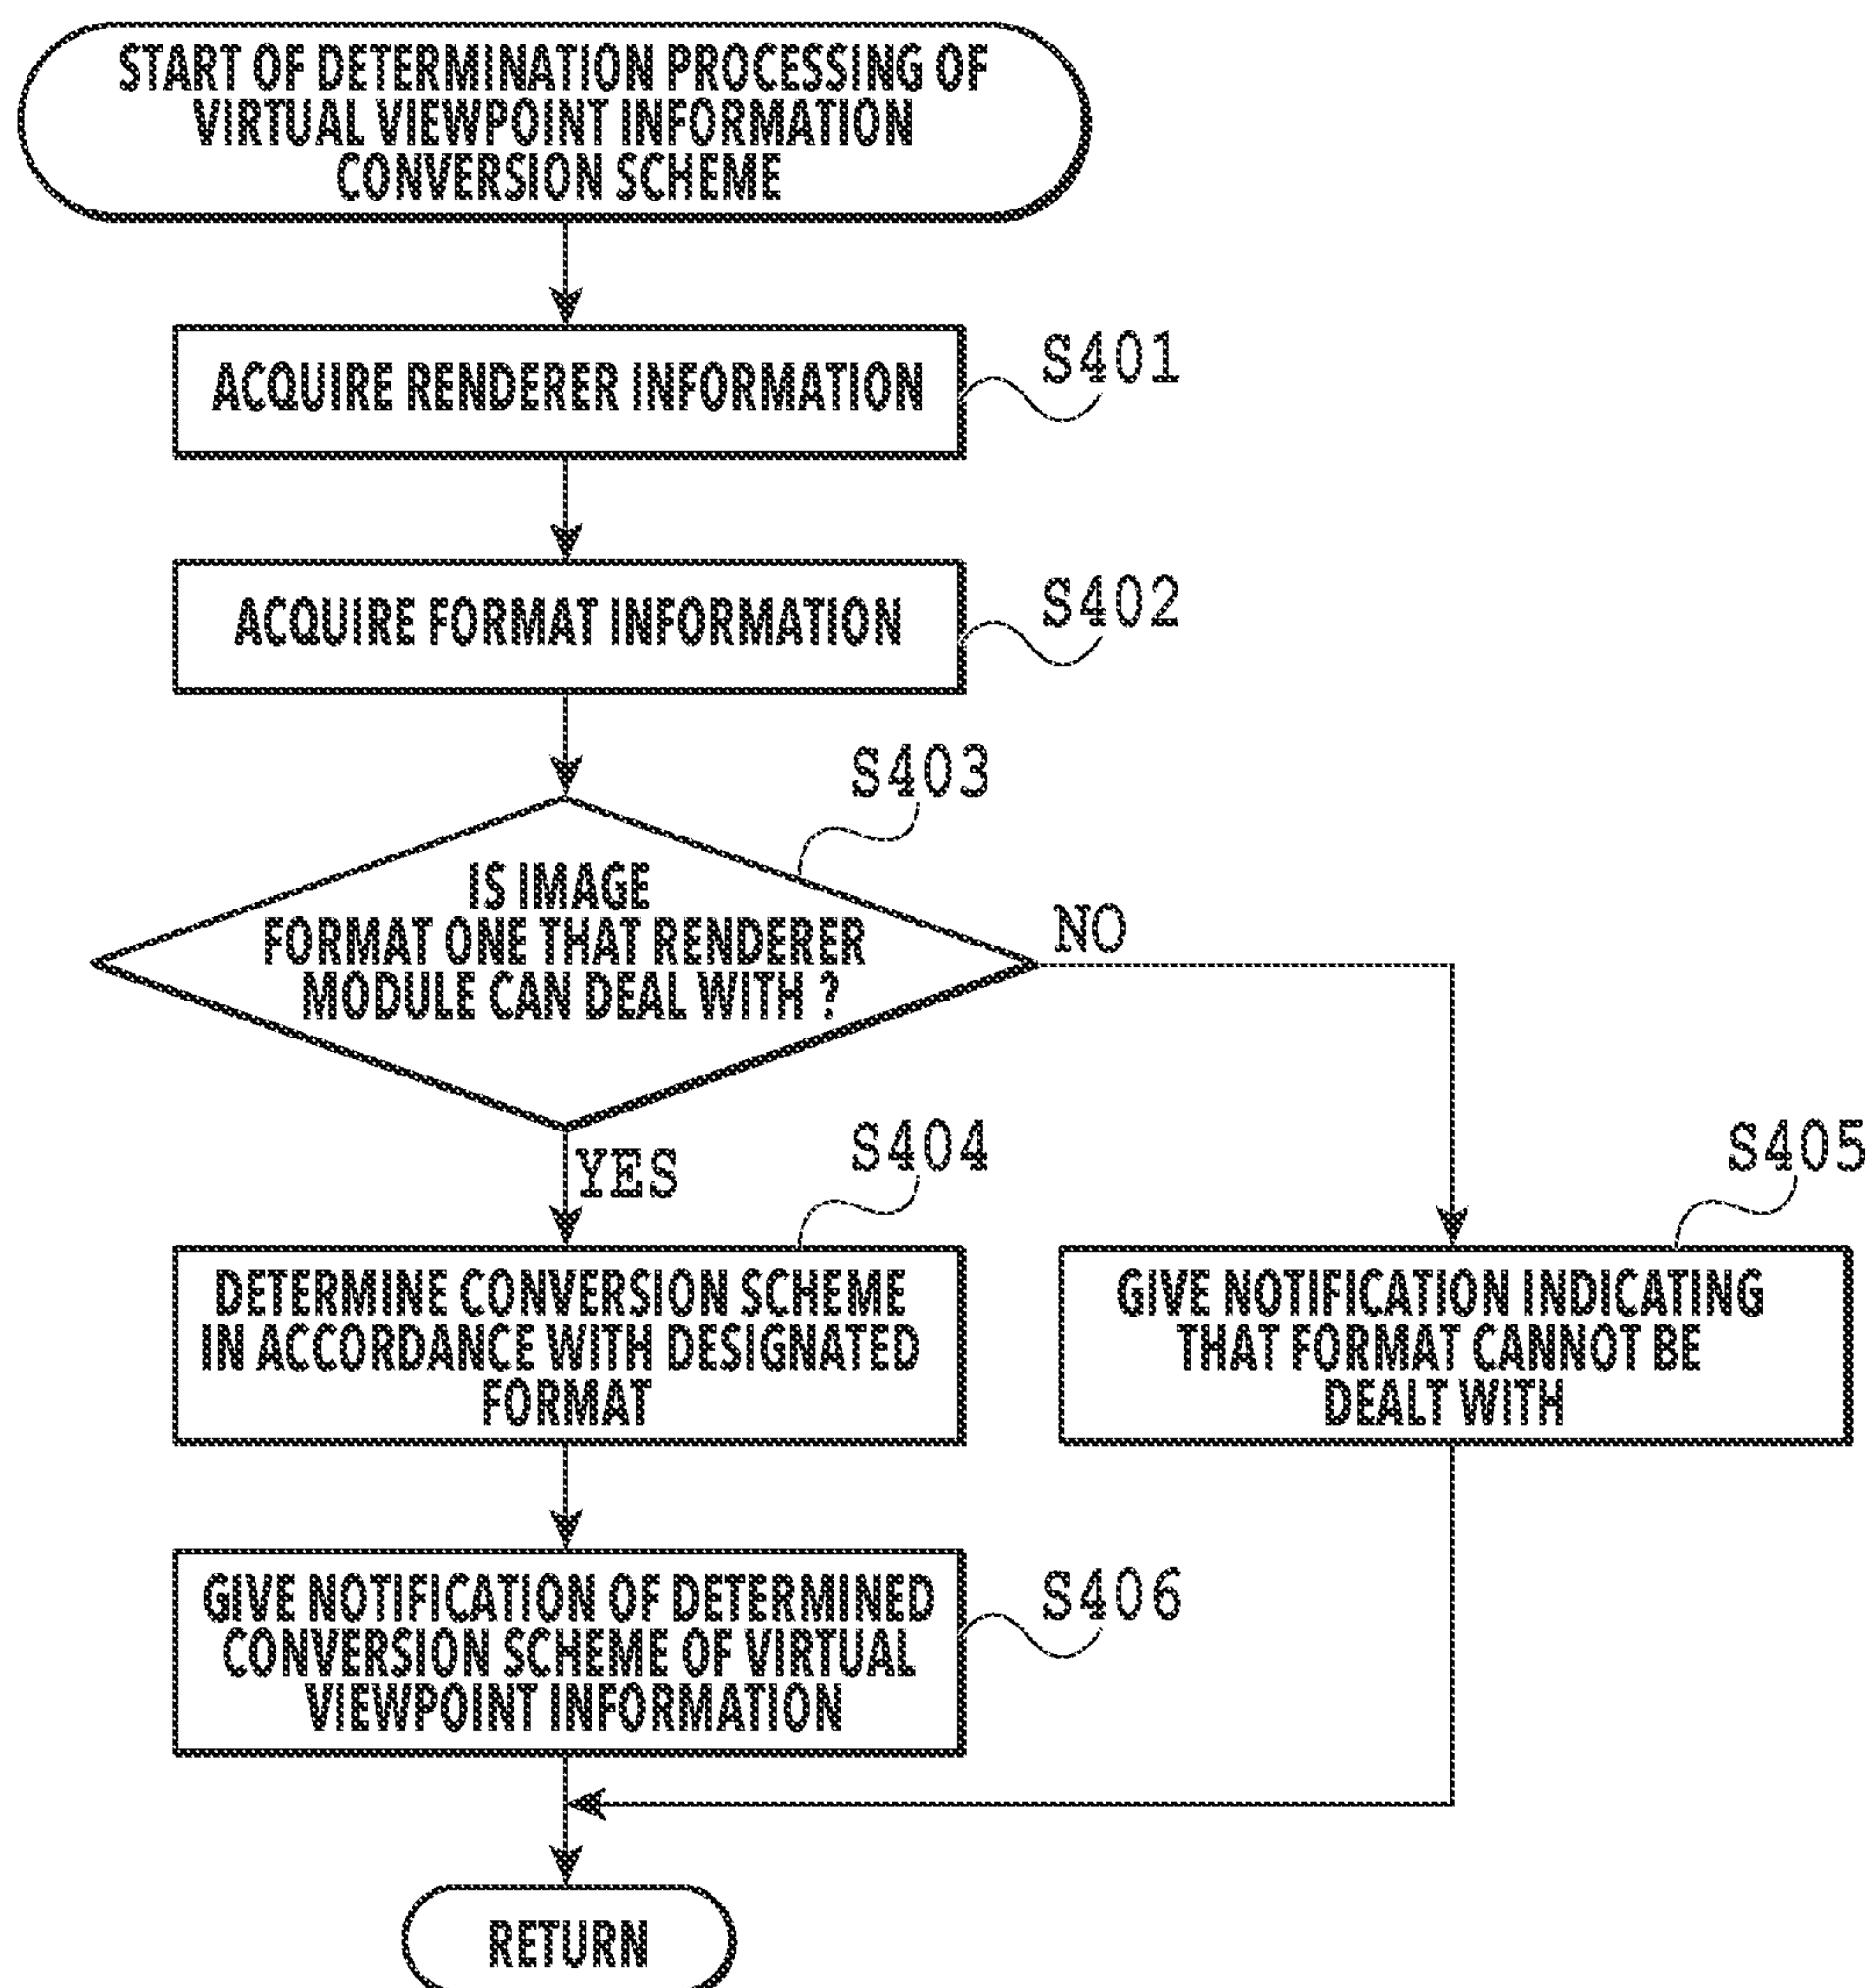 START OF DETERMINATION PROCESSING OF
VIRTUAL VIEWPOINT INFORMATION
CONVERSION SCHEME
ACQUIRE RENDERER INFORMATION
S401
ACQUIRE FORMAT INFORMATION
S402
S403
IS IMAGE
FORMAT ONE THAT RENDERER
MODULE CAN DEAL WITH ?
NO
YES
S404
S405
DETERMINE CONVERSION SCHEME
IN ACCORDANCE WITH DESIGNATED
FORMAT
GIVE NOTIFICATION INDICATING
THAT FORMAT CANNOT BE
DEALT WITH
GIVE NOTIFICATION OF DETERMINED
CONVERSION SCHEME OF VIRTUAL
VIEWPOINT INFORMATION
S406
RETURN